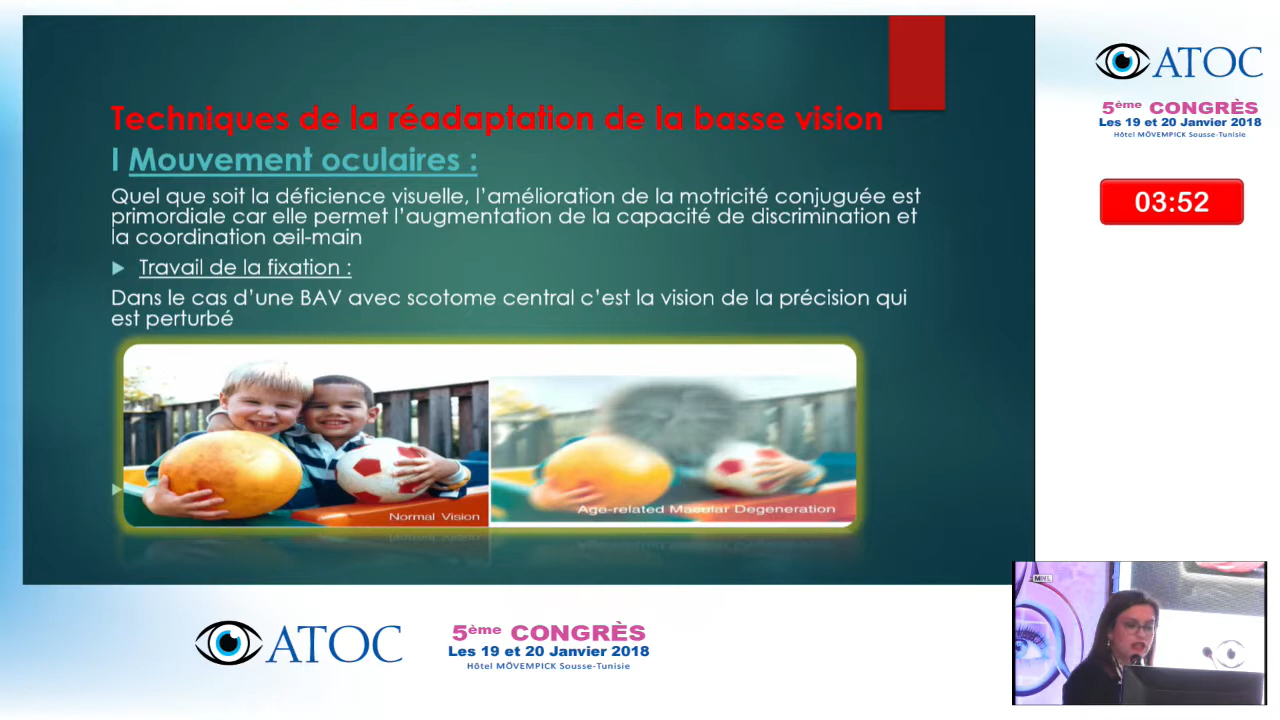 Techniques de la réadaptation de la basse vision
I Mouvement oculaires :
Quel que soit la déficience visuelle, l'amélioration de la motricité conjuguée est
primordiale car elle permet l'augmentation de la capacité de discrimination et
la coordination œil-main
Travail de la fixation :
Dans le cas d'une BAV avec scotome central c'est la vision de la précision qui
est perturbé
Normal Vision
Age-related Macular Degeneration
ATOC
5ème CONGRÈS
Les 19 et 20 Janvier 2018
Hôtel MÖVEMPICK Sousse-Tunisie
03:52
ATOC
5ème CONGRÈS
Les 19 et 20 Janvier 2018
Hôtel MÖVEMPICK Sousse-Tunisie